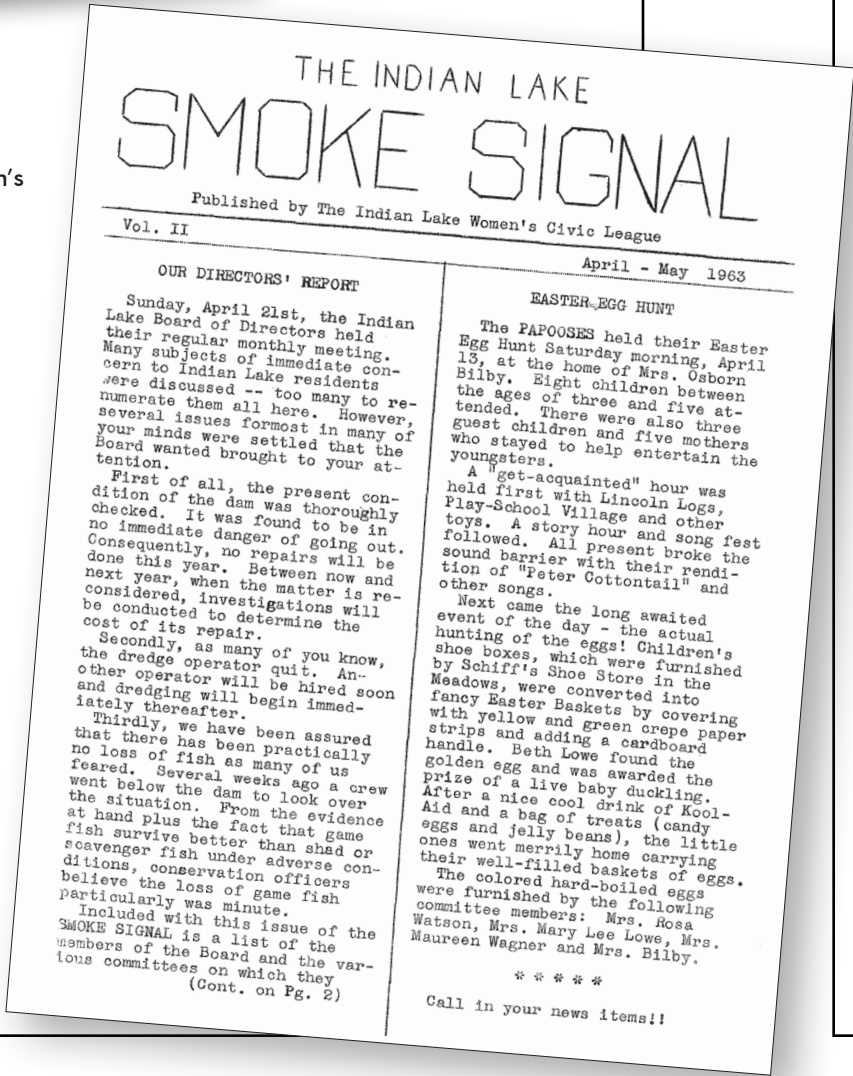 n's
THE INDIAN LAKE
SMOKE SIGNAL
Published by The Indian Lake Women's Civic League
Vol. II
April - May 1963
OUR DIRECTORS' REPORT
Sunday, April 21st, the Indian
Lake Board of Directors held
their regular monthly meeting.
Many subjects of immediate con-
cern to Indian Lake residents
were discussed -- too many to re-
numerate them all here. However,
several issues formost in many of
your minds were settled that the
Board wanted brought to your at-
tention.
First of all, the present con-
dition of the dam was thoroughly
checked. It was found to be in
no immediate danger of going out.
Consequently, no repairs will be
done this year. Between now and
next year, when the matter is re-
considered, investigations will
be conducted to determine the
cost of its repair.
Secondly, as many of you know,
the dredge operator quit. An-
other operator will be hired soon
and dredging will begin immed-
iately thereafter.
Thirdly, we have been assured
that there has been practically
no loss of fish as many of us
feared. Several weeks ago a crew
went below the dam to look over
the situation. From the evidence
at hand plus the fact that game
fish survive better than shad or
scavenger fish under adverse con-
ditions, conservation officers
believe the loss of game fish
particularly was minute.
Included with this issue of the
SMOKE SIGNAL is a list of the
members of the Board and the var-
ious committees on which they
(Cont. on Pg. 2)
EASTER EGG HUNT
The PAPOOSES held their Easter
Egg Hunt Saturday morning, April
13, at the home of Mrs. Osborn
Bilby. Eight children between
the ages of three and five at-
tended. There were also three
guest children and five mothers
who stayed to help entertain the
youngsters.
A "get-acquainted" hour was
held first with Lincoln Logs,
Play-School Village and other
toys. A story hour and song fest
followed. All present broke the
sound barrier with their rendi-
tion of "Peter Cottontail" and
other songs.
Next came the long awaited
event of the day - the actual
hunting of the eggs! Children's
shoe boxes, which were furnished
by Schiff's Shoe Store in the
Meadows, were converted into
fancy Easter Baskets by covering
with yellow and green crepe paper
strips and adding a cardboard
handle. Beth Lowe found the
golden egg and was awarded the
prize of a live baby duckling.
After a nice cool drink of Kool-
Aid and a bag of treats (candy
eggs and jelly beans), the little
ones went merrily home carrying
their well-filled baskets of eggs.
The colored hard-boiled eggs
were furnished by the following
committee members: Mrs. Rosa
Watson, Mrs. Mary Lee Lowe, Mrs.
Maureen Wagner and Mrs. Bilby.
* * * * *
Call in your news items!!